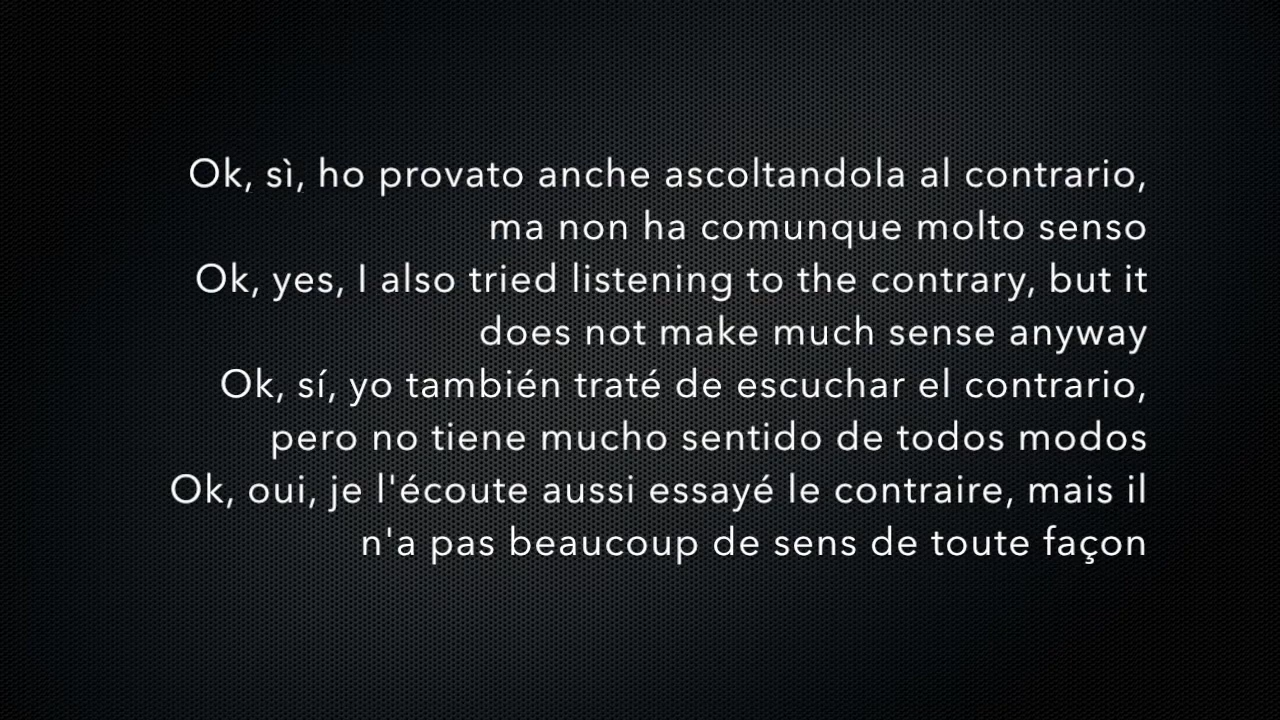 Ok, sì, ho provato anche ascoltandola al contrario,
ma non ha comunque molto senso
Ok, yes, I also tried listening to the contrary, but it
does not make much sense anyway
Ok, sí, yo también traté de escuchar el contrario,
pero no tiene mucho sentido de todos modos
Ok, oui, je l'écoute aussi essayé le contraire, mais il
n'a pas beaucoup de sens de toute façon